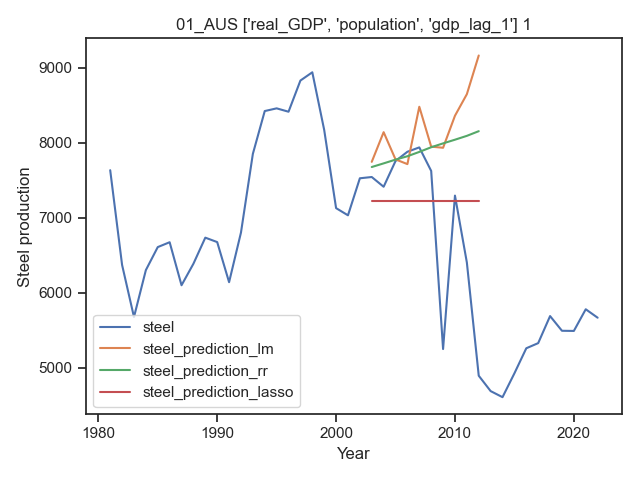 01_AUS ['real_GDP', 'population', 'gdp_lag_1'] 1
Steel production
9000
8000
7000
6000
5000
steel
steel_prediction_lm
steel_prediction_rr
steel_prediction_lasso
1980
1990
2000
2010
2020
Year